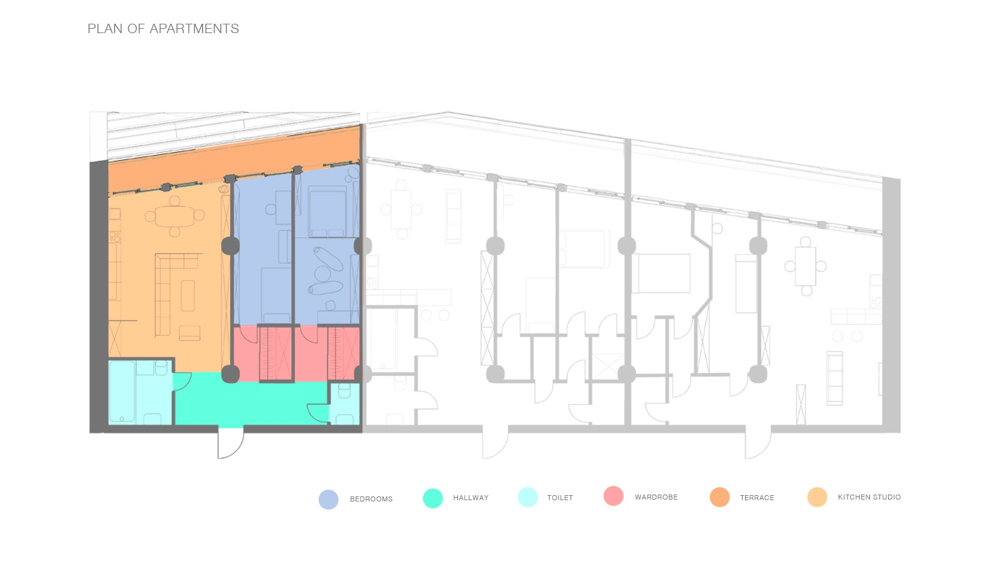 PLAN OF APARTMENTS
BEDROOMS
HALLWAY
TOILET
WARDROBE
TERRACE
KITCHEN STUDIO